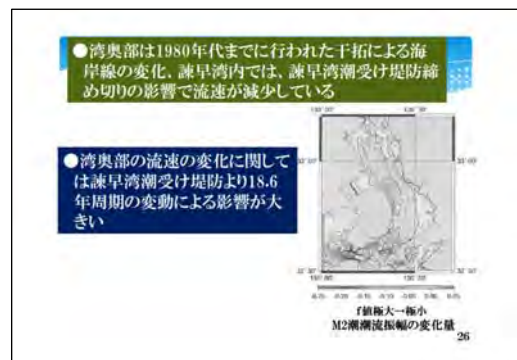 ●湾奥部は1980年代までに行われた干拓による海
岸線の変化、諫早湾内では、諫早湾潮受け堤防締
め切りの影響で流速が減少している
●湾奥部の流速の変化に関して
は諫早湾潮受け堤防より18.6
年周期の変動による影響が大
きい
f値極大ー極小
M2潮潮流振幅の変化量
26